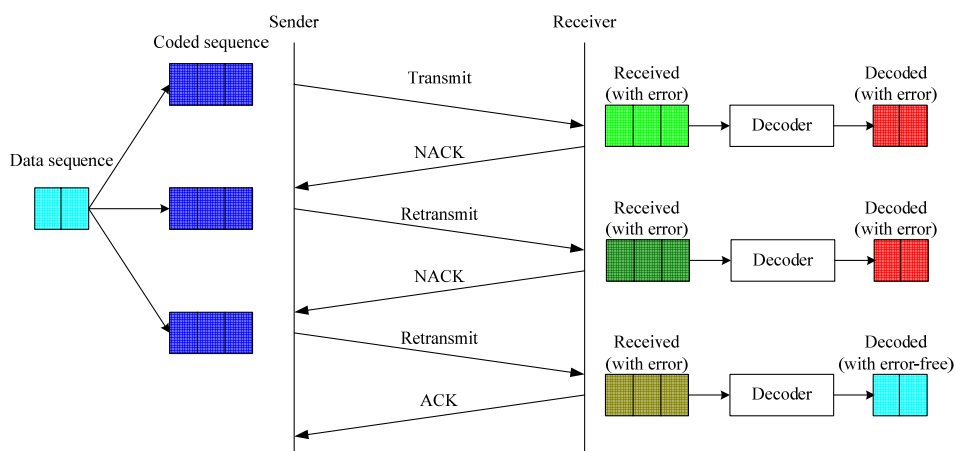 Sender
Receiver
Coded sequence
Data sequence
Transmit
NACK
Retransmit
NACK
Retransmit
ACK
Received
(with error)
Decoder
Decoded
(with error)
Received
(with error)
Decoder
Decoded
(with error)
Received
(with error)
Decoder
Decoded
(with error-free)